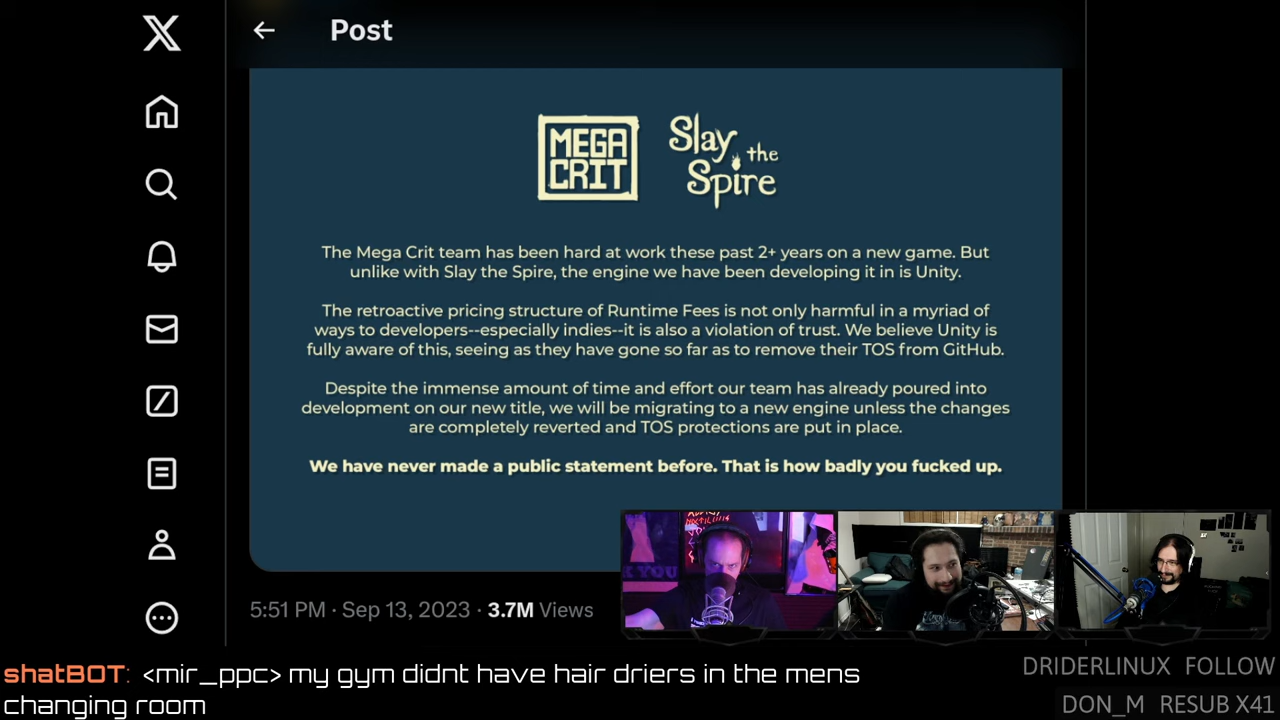 Post
MEGA
CRIT
Slay
the
Spire
The Mega Crit team has been hard at work these past 2+ years on a new game. But
unlike with Slay the Spire, the engine we have been developing it in is Unity.
The retroactive pricing structure of Runtime Fees is not only harmful in a myriad of
ways to developers--especially indies--it is also a violation of trust. We believe Unity is
fully aware of this, seeing as they have gone so far as to remove their TOS from GitHub.
Despite the immense amount of time and effort our team has already poured into
development on our new title, we will be migrating to a new engine unless the changes
are completely reverted and TOS protections are put in place.
We have never made a public statement before. That is how badly you fucked up.
5:51 PM · Sep 13, 2023 · 3.7M Views
shatBOT: <mir_ppc> my gym didnt have hair driers in the mens
changing room
DRIDERLINUX FOLLOW
DON_M RESUB X41